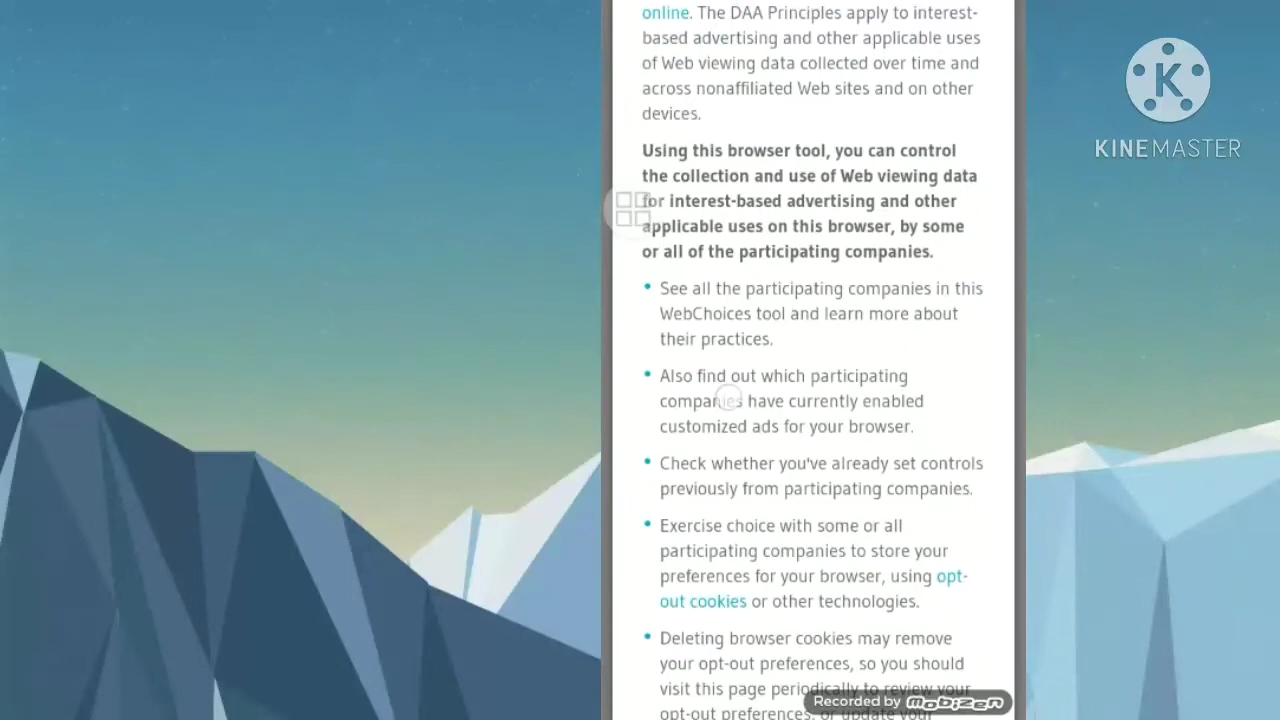 online. The DAA Principles apply to interest-
based advertising and other applicable uses
of Web viewing data collected over time and
across nonaffiliated Web sites and on other
devices.
Using this browser tool, you can control
the collection and use of Web viewing data
for interest-based advertising and other
applicable uses on this browser, by some
or all of the participating companies.
• See all the participating companies in this
WebChoices tool and learn more about
their practices.
• Also find out which participating
companies have currently enabled
customized ads for your browser.
• Check whether you've already set controls
previously from participating companies.
• Exercise choice with some or all
participating companies to store your
preferences for your browser, using opt-
out cookies or other technologies.
• Deleting browser cookies may remove
your opt-out preferences, so you should
visit this page periodically to review your
opt-out preferences, or update your
K
KINEMASTER
Recorded by mobizen